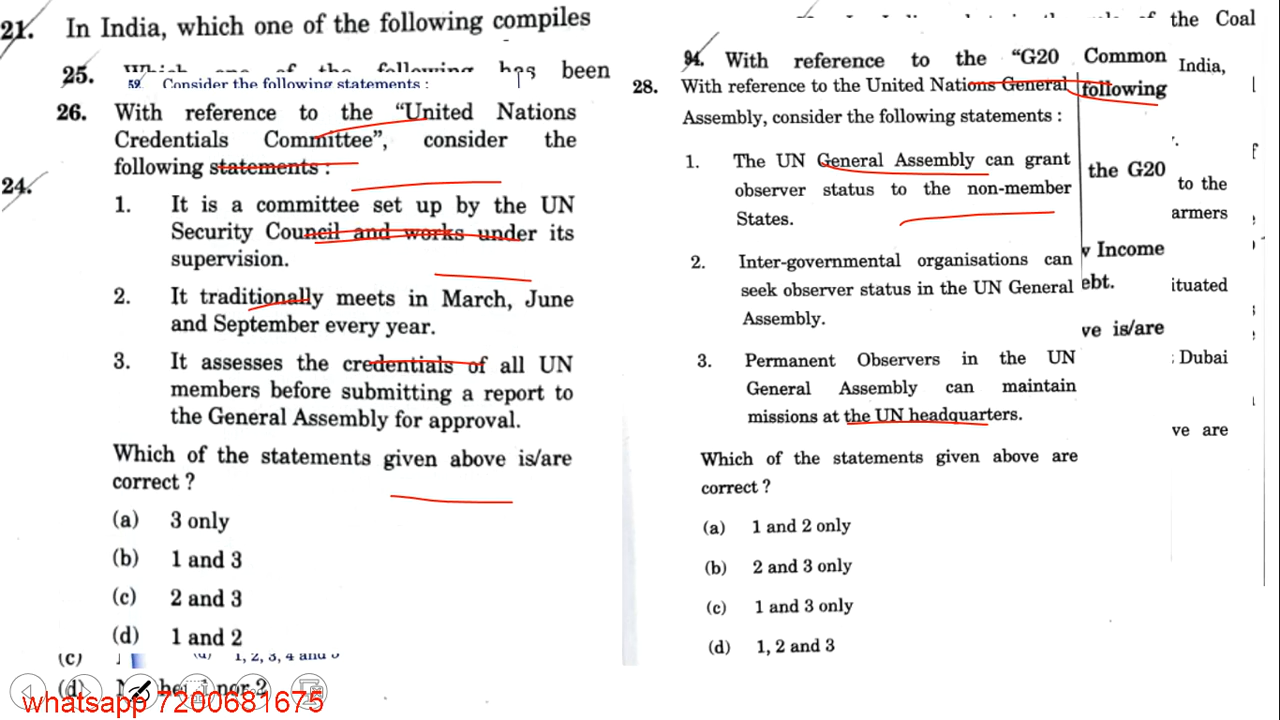 21. In India, which one of the following compiles
25. Which one of the following has been
59. Consider the following statements :
26. With reference to the “United Nations
Credentials Committee”, consider the
following statements :
24.
1. It is a committee set up by the UN
Security Council and works under its
supervision.
2. It traditionally meets in March, June
and September every year.
3. It assesses the credentials of all UN
members before submitting a report to
the General Assembly for approval.
Which of the statements given above is/are
correct ?
(a) 3 only
(b) 1 and 3
(c) 2 and 3
(d) 1 and 2
(c)
1, 2, 3, 4 and 5
(d) nor 2
whatsapp 7200681675
the Coal
94. With reference to the “G20 Common
India,
28. With reference to the United Nations General
following
Assembly, consider the following statements :
1. The UN General Assembly can grant
observer status to the non-member
States.
the G20
to the
armers
2. Inter-governmental organisations can
seek observer status in the UN General
Assembly.
Income
ebt.
ituated
ve is/are
3. Permanent Observers in the UN
General Assembly can maintain
missions at the UN headquarters.
Dubai
ve are
Which of the statements given above are
correct ?
(a) 1 and 2 only
(b) 2 and 3 only
(c) 1 and 3 only
(d) 1, 2 and 3